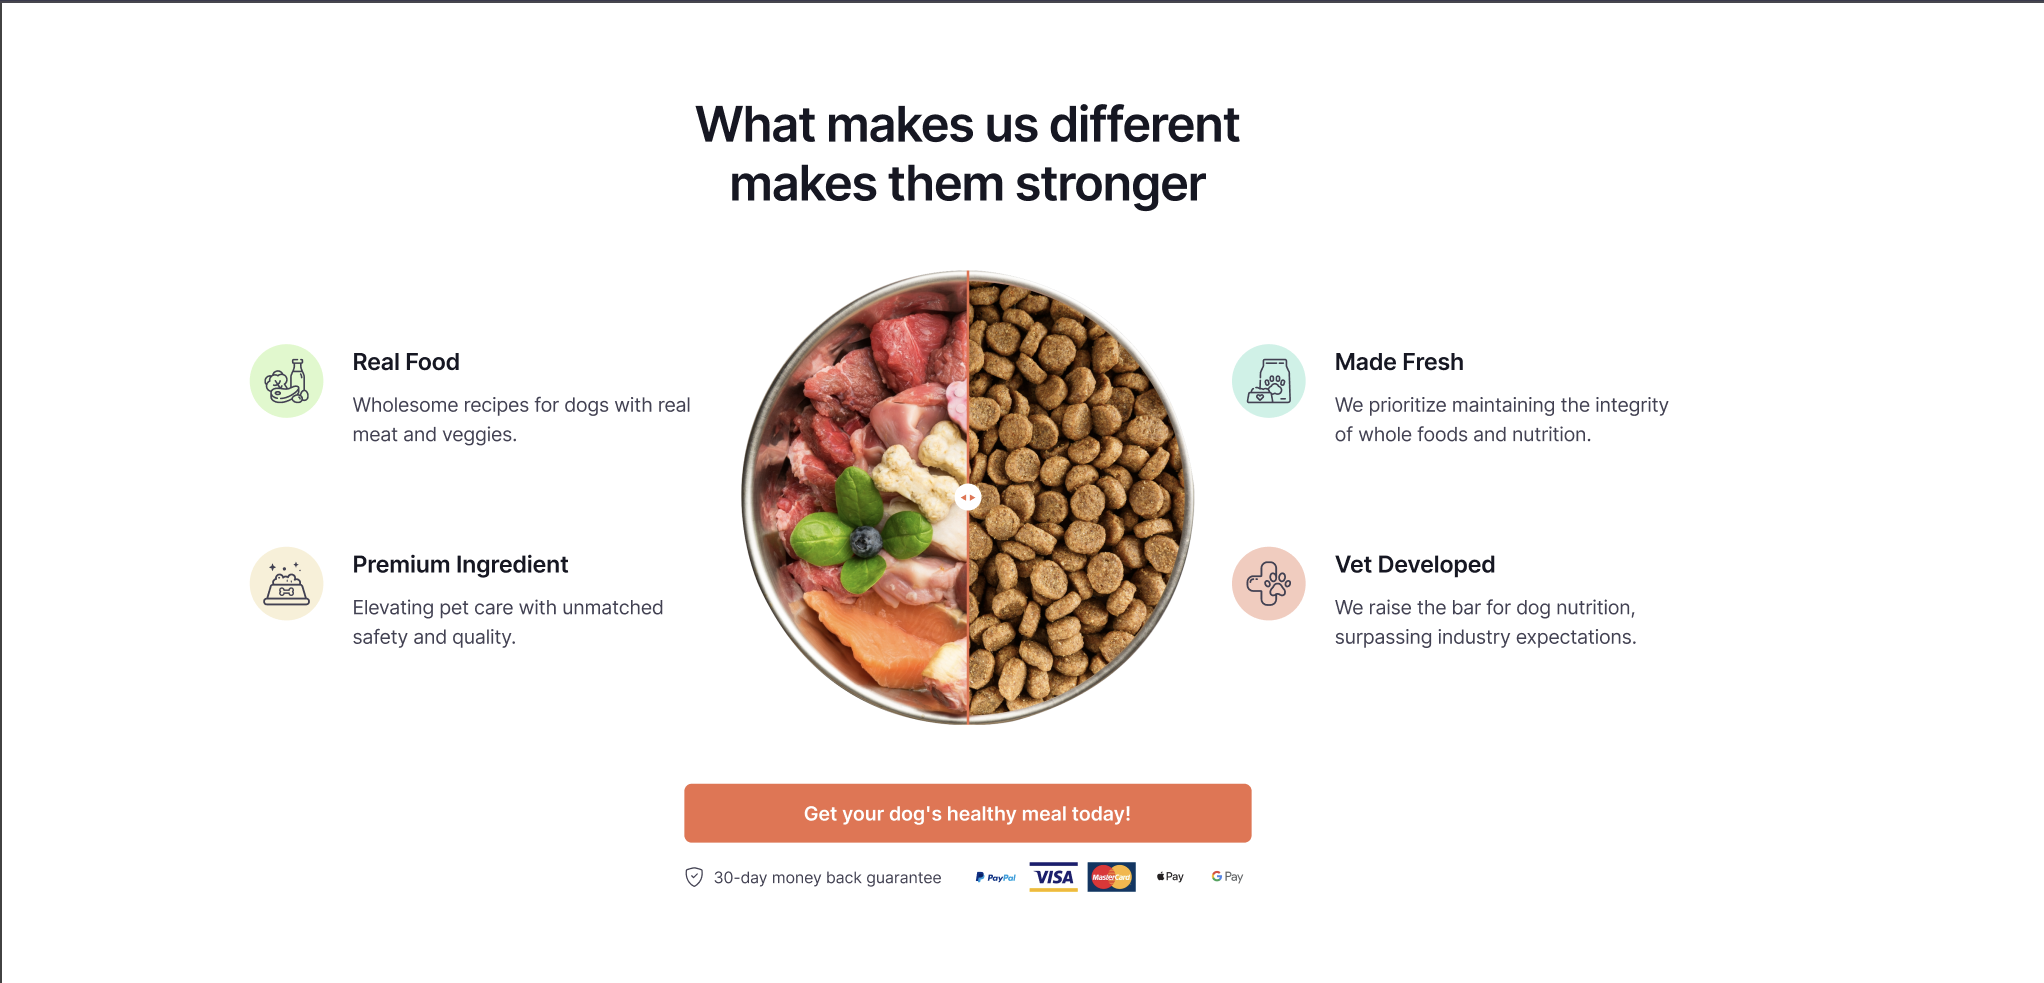 What makes us different
makes them stronger
Real Food
Wholesome recipes for dogs with real
meat and veggies.
Premium Ingredient
Elevating pet care with unmatched
safety and quality.
Made Fresh
We prioritize maintaining the integrity
of whole foods and nutrition.
Vet Developed
We raise the bar for dog nutrition,
surpassing industry expectations.
Get your dog's healthy meal today!
30-day money back guarantee
PayPal VISA MasterCard Pay G Pay